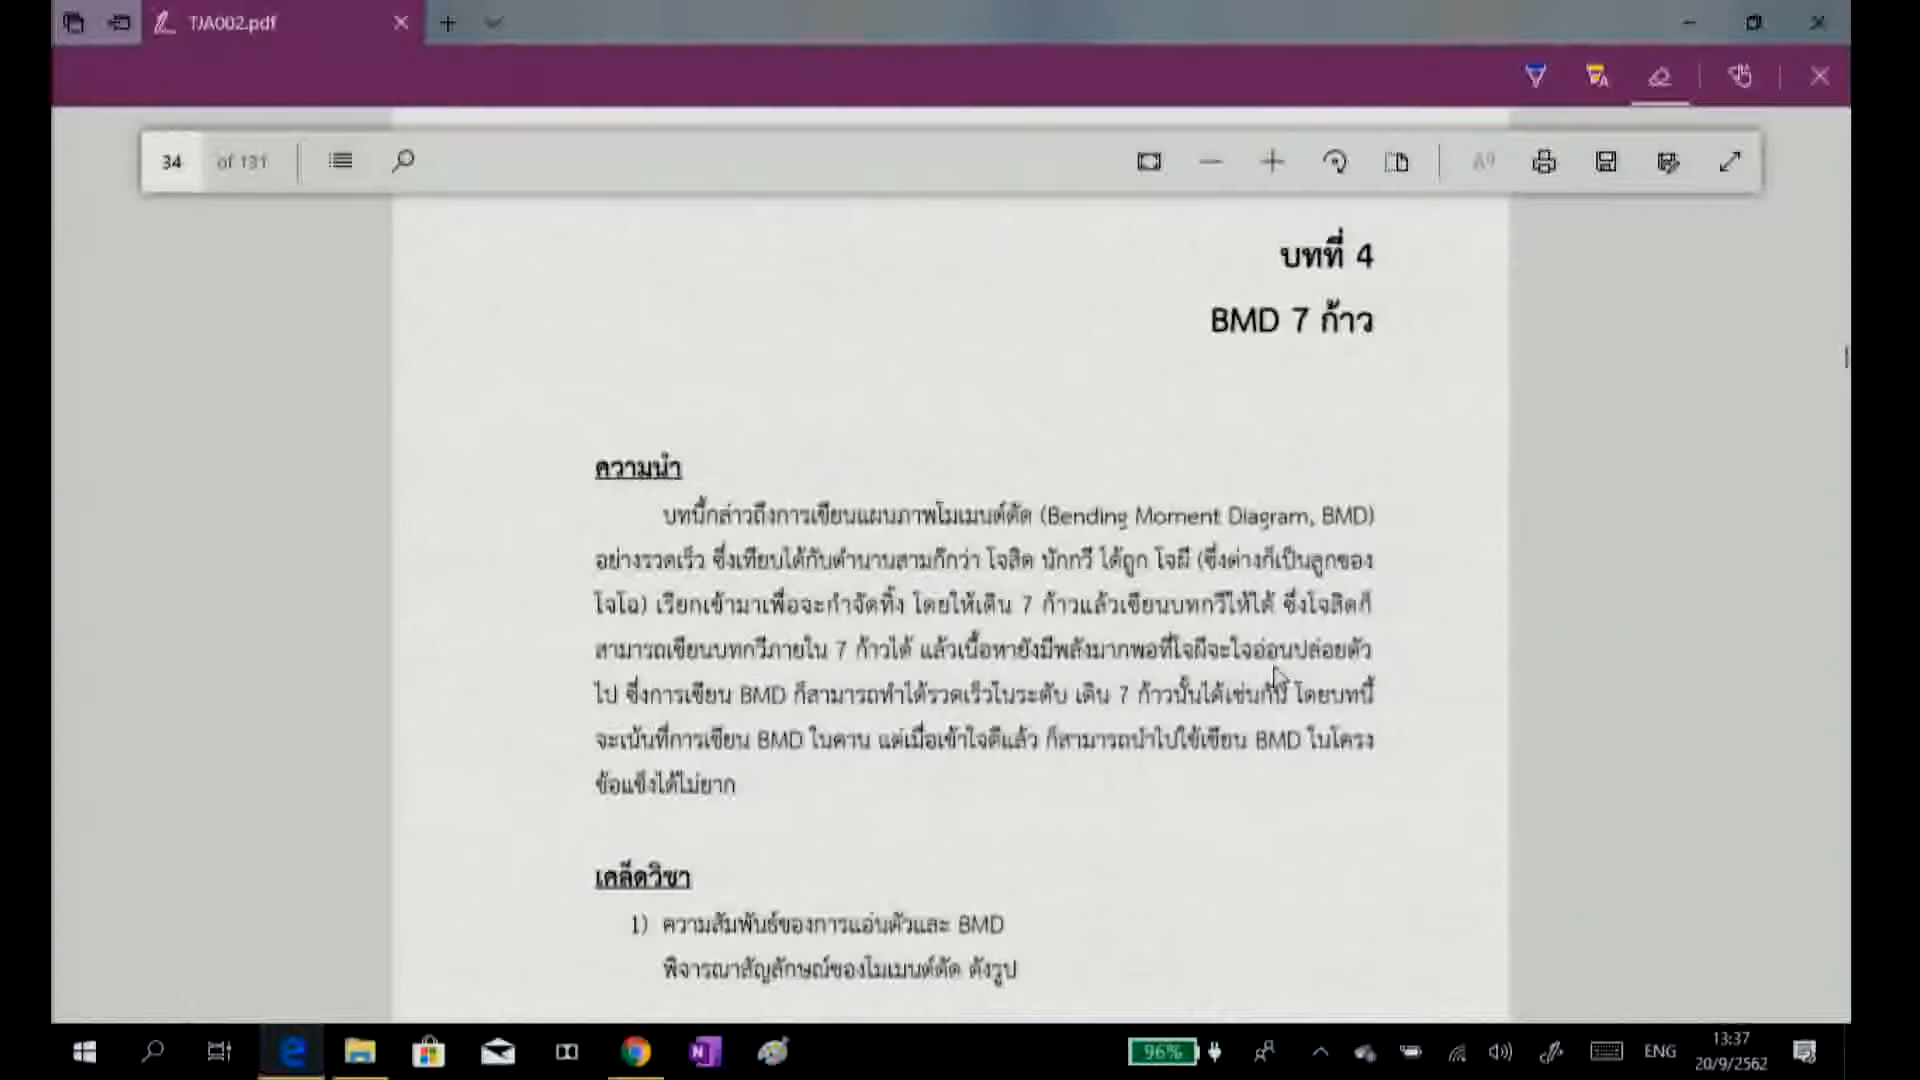 TJA002.pdf
34 of 131
บทที่ 4
BMD 7 ก้าว
ความนำ
บทนี้กล่าวถึงการเขียนแผนภาพโมเมนต์ดัด (Bending Moment Diagram, BMD)
อย่างรวดเร็ว ซึ่งเทียบได้กับตำนานสามก๊กว่า โจสิด นักกวี ได้ถูก โจผี (ซึ่งต่างก็เป็นลูกของ
โจโฉ) เรียกเข้ามาเพื่อจะกำจัดทิ้ง โดยให้เดิน 7 ก้าวแล้วเขียนบทกวีให้ได้ ซึ่งโจสิดก็
สามารถเขียนบทกวีภายใน 7 ก้าวได้ แล้วเนื้อหายังมีพลังมากพอที่โจผีจะใจอ่อนปล่อยตัว
ไป ซึ่งการเขียน BMD ก็สามารถทำได้รวดเร็วในระดับ เดิน 7 ก้าวนั้นได้เช่นกัน โดยบทนี้
จะเน้นที่การเขียน BMD ในคาน แต่เมื่อเข้าใจดีแล้ว ก็สามารถนำไปใช้เขียน BMD ในโครง
ข้อแข็งได้ไม่ยาก
เคล็ดวิชา
1) ความสัมพันธ์ของการแอ่นตัวและ BMD
พิจารณาสัญลักษณ์ของโมเมนต์ดัด ดังรูป
96%
ENG
13:37
20/9/2562